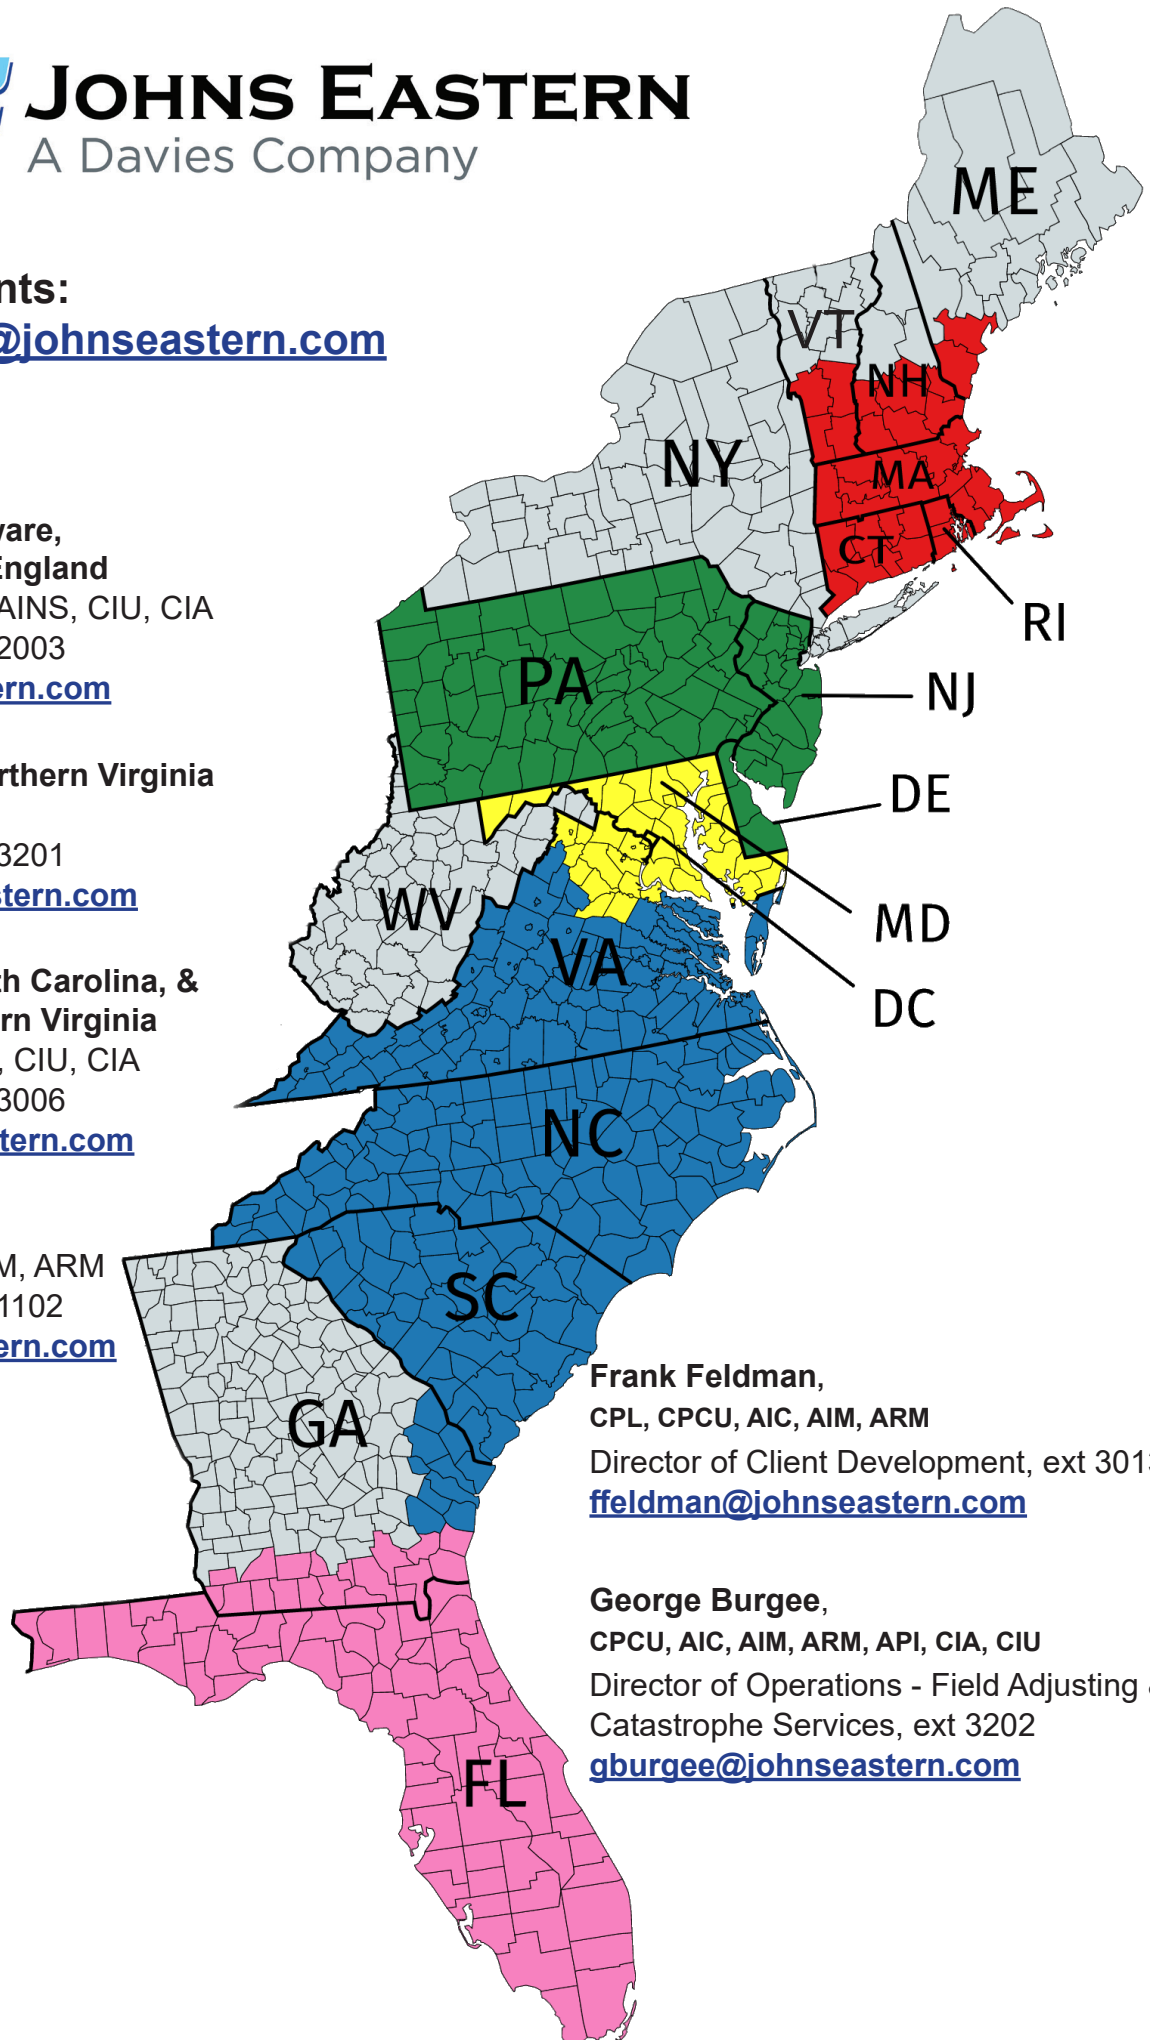 JOHNS EASTERN
A Davies Company
nts:
@johnseastern.com
ware,
England
AINS, CIU, CIA
2003
ern.com
rthern Virginia
3201
stern.com
th Carolina, &
rn Virginia
, CIU, CIA
3006
tern.com
M, ARM
1102
ern.com
ME
VT
NH
NY
MA
CT
RI
PA
NJ
DE
WV
MD
VA
DC
NC
SC
GA
FL
Frank Feldman,
CPL, CPCU, AIC, AIM, ARM
Director of Client Development, ext 3013
ffeldman@johnseastern.com
George Burgee,
CPCU, AIC, AIM, ARM, API, CIA, CIU
Director of Operations - Field Adjusting &
Catastrophe Services, ext 3202
gburgee@johnseastern.com